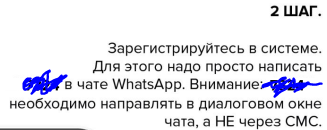 2 ШАГ.
Зарегистрируйтесь в системе.
Для этого надо просто написать
в чате WhatsApp. Внимание:
необходимо направлять в диалоговом окне
чата, а НЕ через СМС.